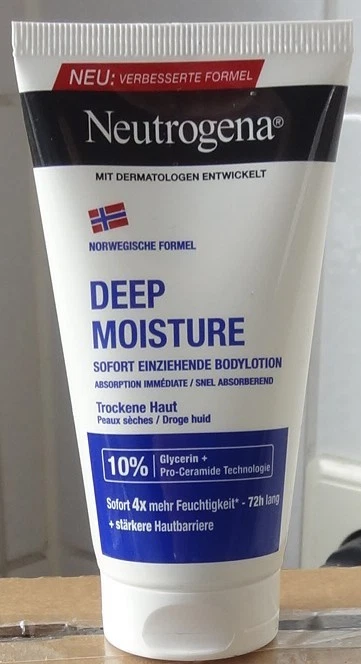 NEU: VERBESSERTE FORMEL
Neutrogena®
MIT DERMATOLOGEN ENTWICKELT
NORWEGISCHE FORMEL
DEEP
MOISTURE
SOFORT EINZIEHENDE BODYLOTION
ABSORPTION IMMÉDIATE / SNEL ABSORBEREND
Trockene Haut
Peaux sèches / Droge huid
10% Glycerin +
Pro-Ceramide Technologie
Sofort 4x mehr Feuchtigkeit* - 72h lang
+ stärkere Hautbarriere